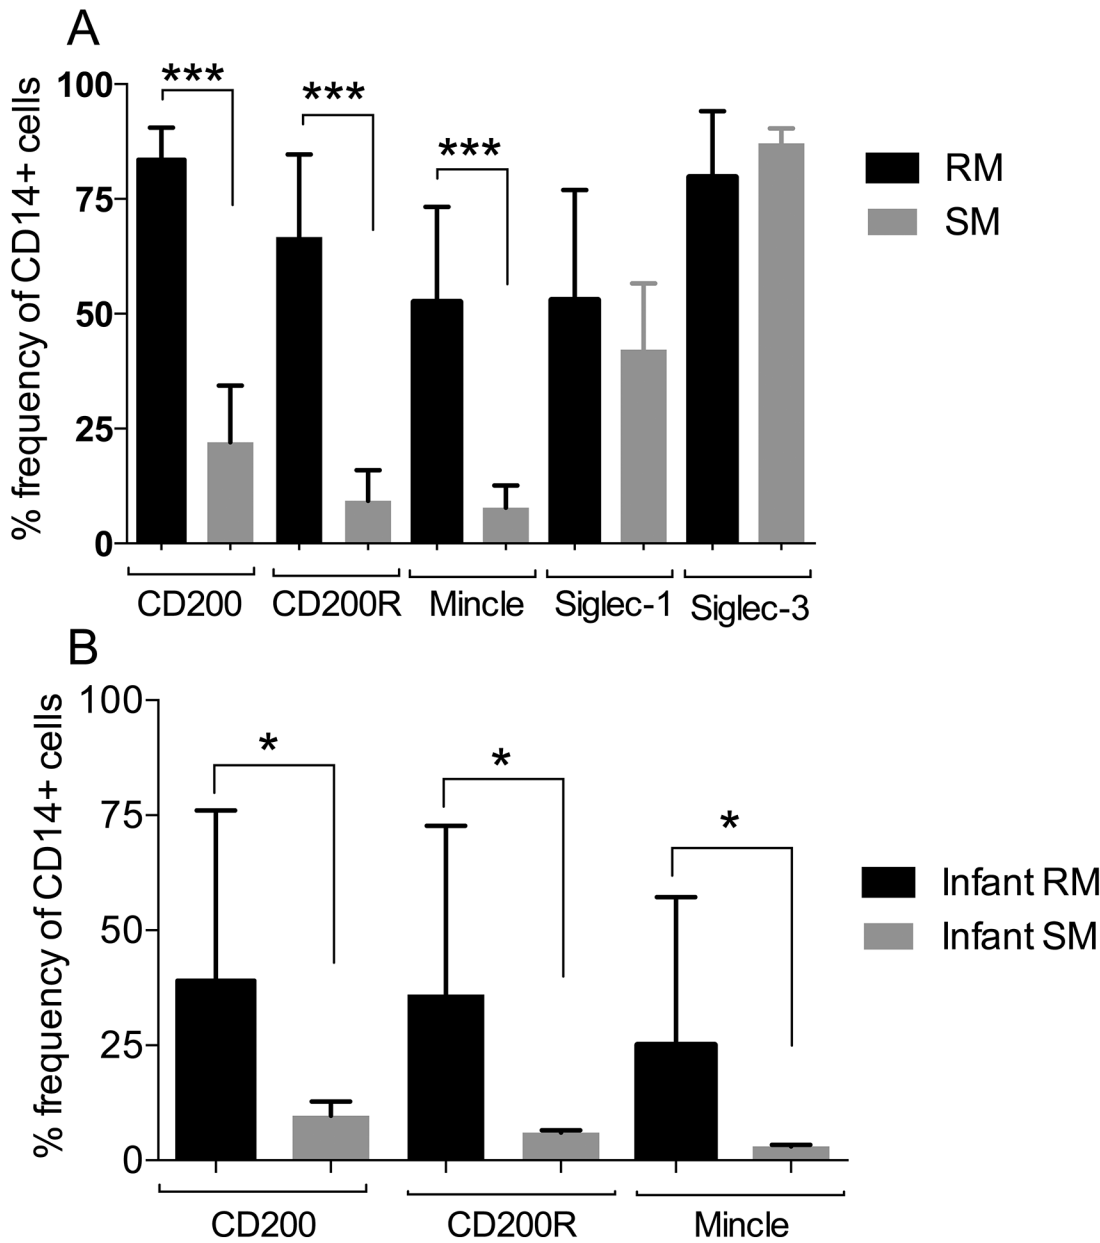 A
% frequency of CD14+ cells
100
75
50
25
0
***
***
***
RM
SM
CD200
CD200R
Mincle
Siglec-1
Siglec-3
B
% frequency of CD14+ cells
100
75
50
25
0
*
*
*
Infant RM
Infant SM
CD200
CD200R
Mincle